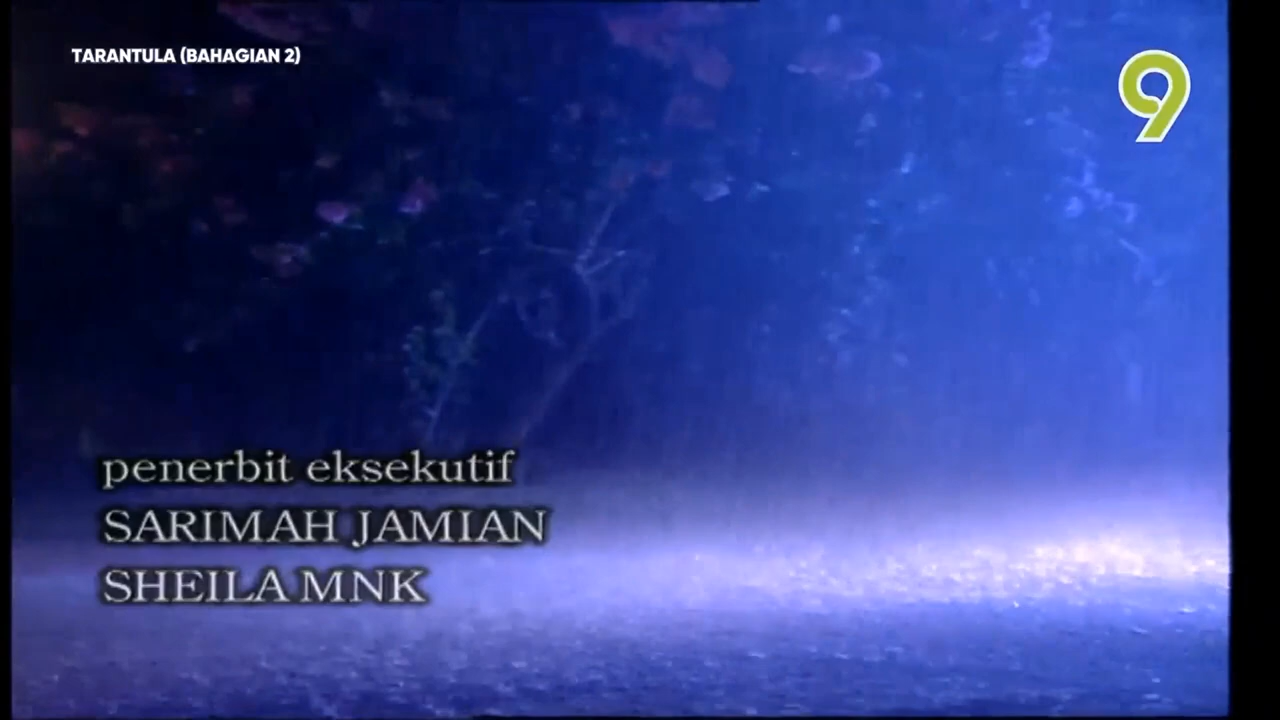 TARANTULA (BAHAGIAN 2)
9
penerbit eksekutif
SARIMAH JAMIAN
SHEILA MNK